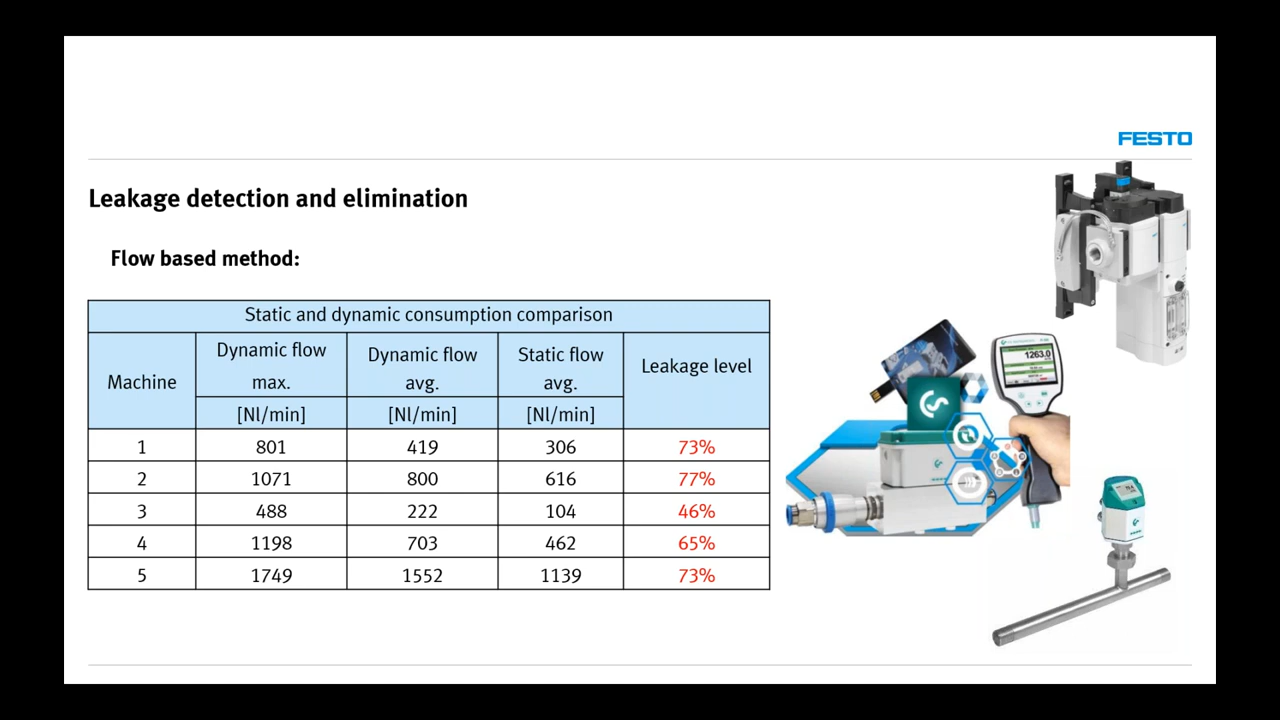 FESTO
Leakage detection and elimination
Flow based method:
Static and dynamic consumption comparison
Machine
Dynamic flow max.
Dynamic flow avg.
Static flow avg.
Leakage level
[Nl/min] [Nl/min] [Nl/min]
1 801 419 306 73%
2 1071 800 616 77%
3 488 222 104 46%
4 1198 703 462 65%
5 1749 1552 1139 73%
1263.0